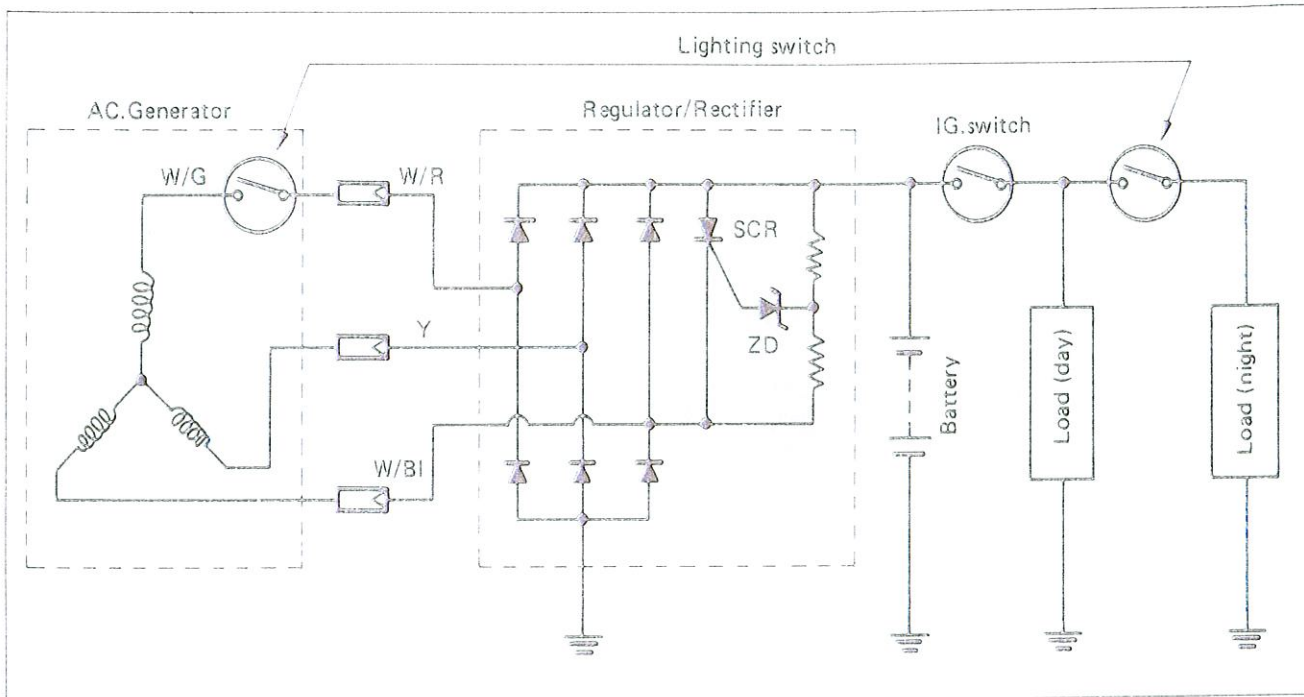 Lighting switch
AC.Generator
Regulator/Rectifier
IG.switch
W/G
W/R
SCR
Y
ZD
W/Bl
Battery
Load (day)
Load (night)